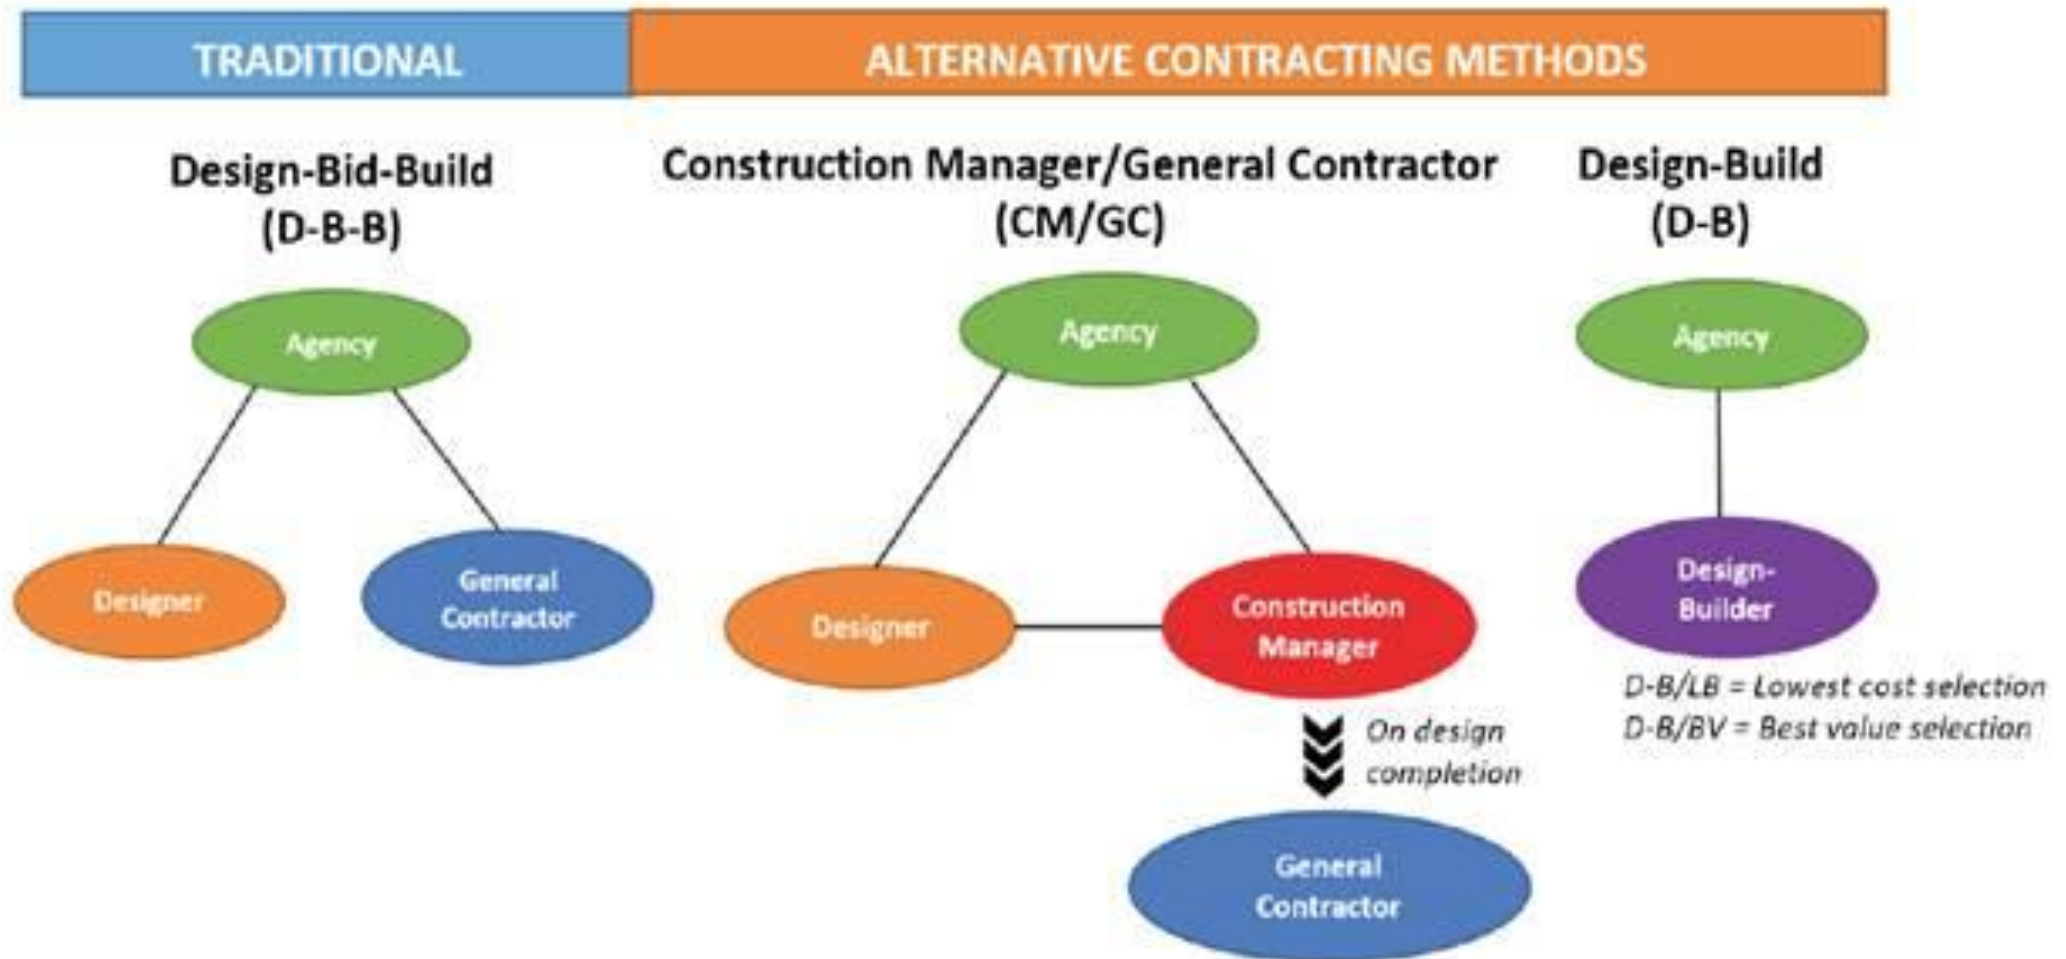 TRADITIONAL
ALTERNATIVE CONTRACTING METHODS
Design-Bid-Build
(D-B-B)
Agency
Designer
General
Contractor
Construction Manager/General Contractor
(CM/GC)
Agency
Designer
Construction
Manager
On design
completion
General
Contractor
Design-Build
(D-B)
Agency
Design-
Builder
D-B/LB = Lowest cost selection
D-B/BV = Best value selection